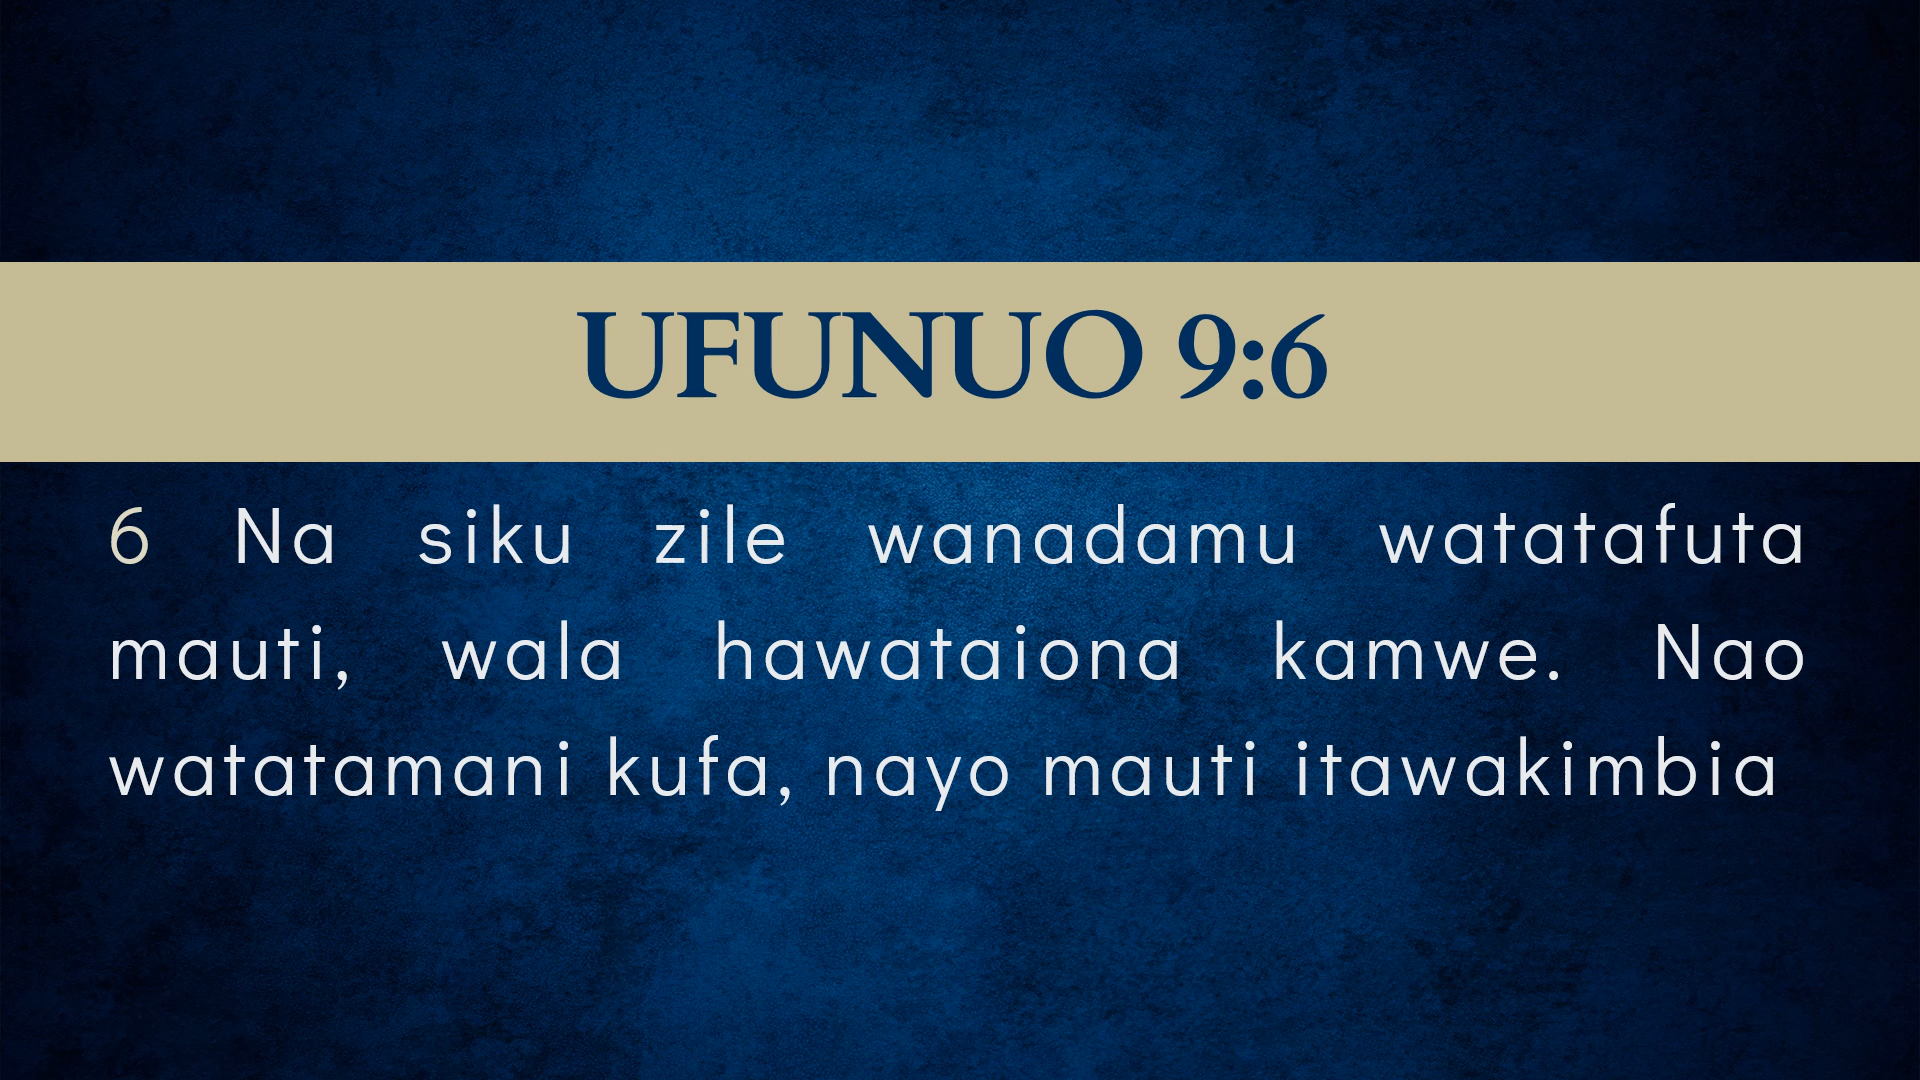 UFUNUO 9:6
6 Na siku zile wanadamu watatafuta
mauti, wala hawataiona kamwe. Nao
watatamani kufa, nayo mauti itawakimbia